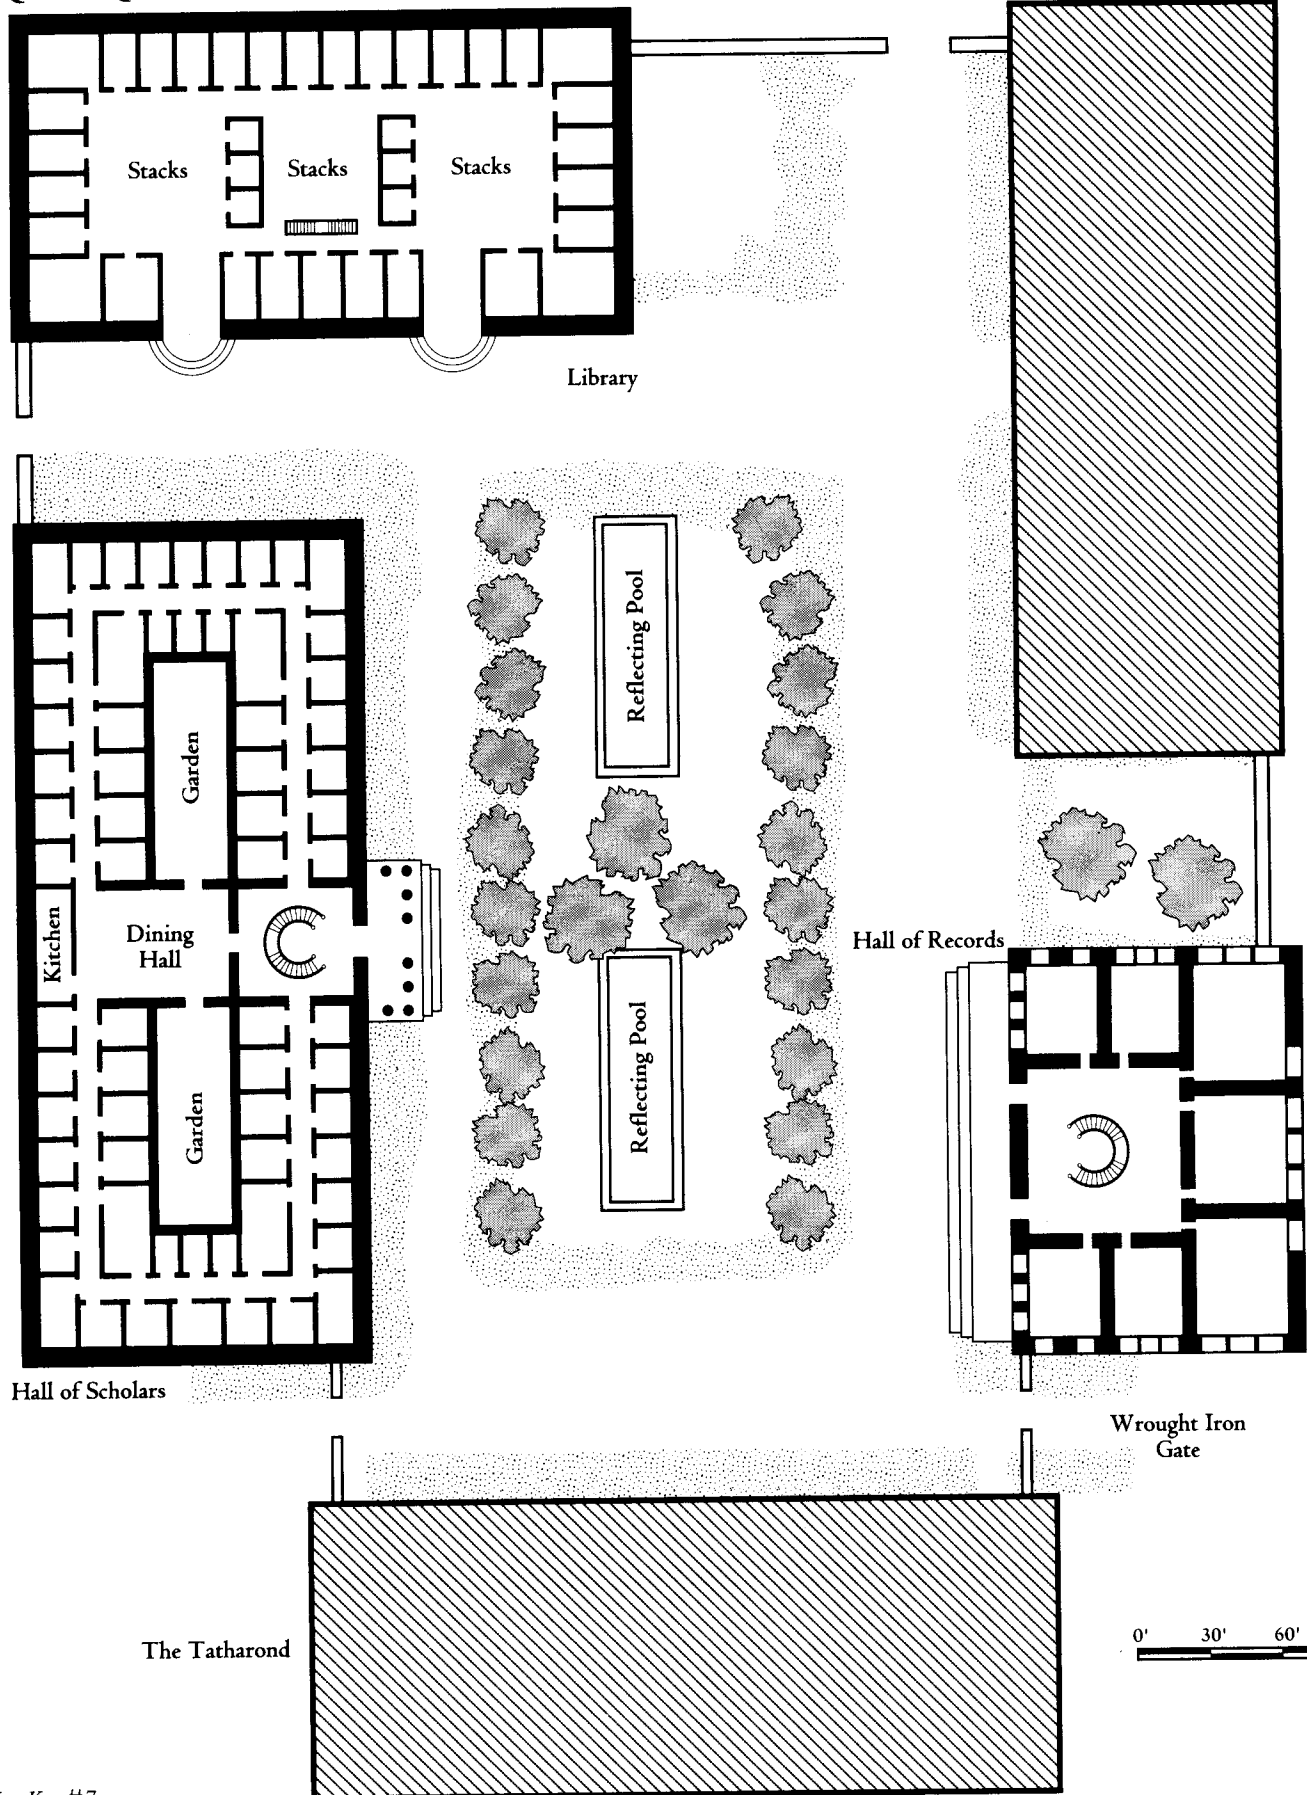 Stacks
Stacks
Stacks
Library
Reflecting Pool
Garden
Kitchen
Dining
Hall
Hall of Records
Garden
Reflecting Pool
Hall of Scholars
Wrought Iron
Gate
The Tatharond
0' 30' 60'
#7